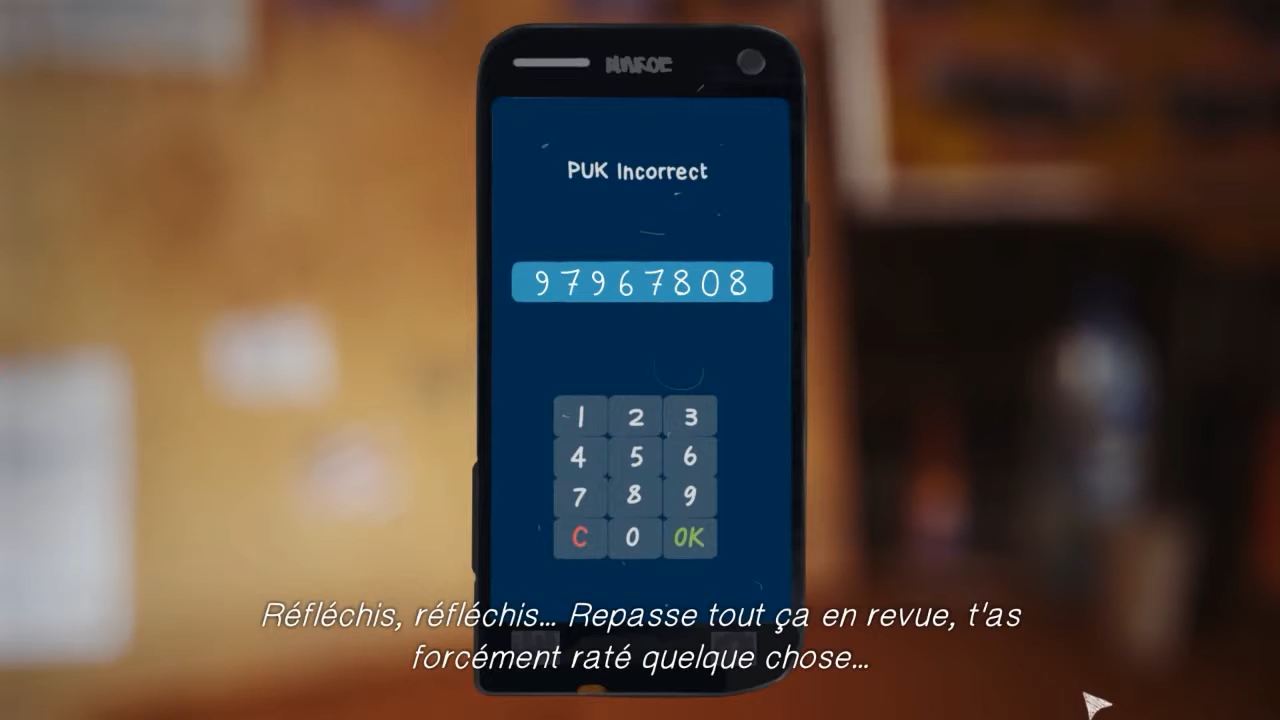 PUK Incorrect
97967808
1 2 3
4 5 6
7 8 9
C 0 OK
Réfléchis, réfléchis... Repasse tout ça en revue, t'as
forcément raté quelque chose...